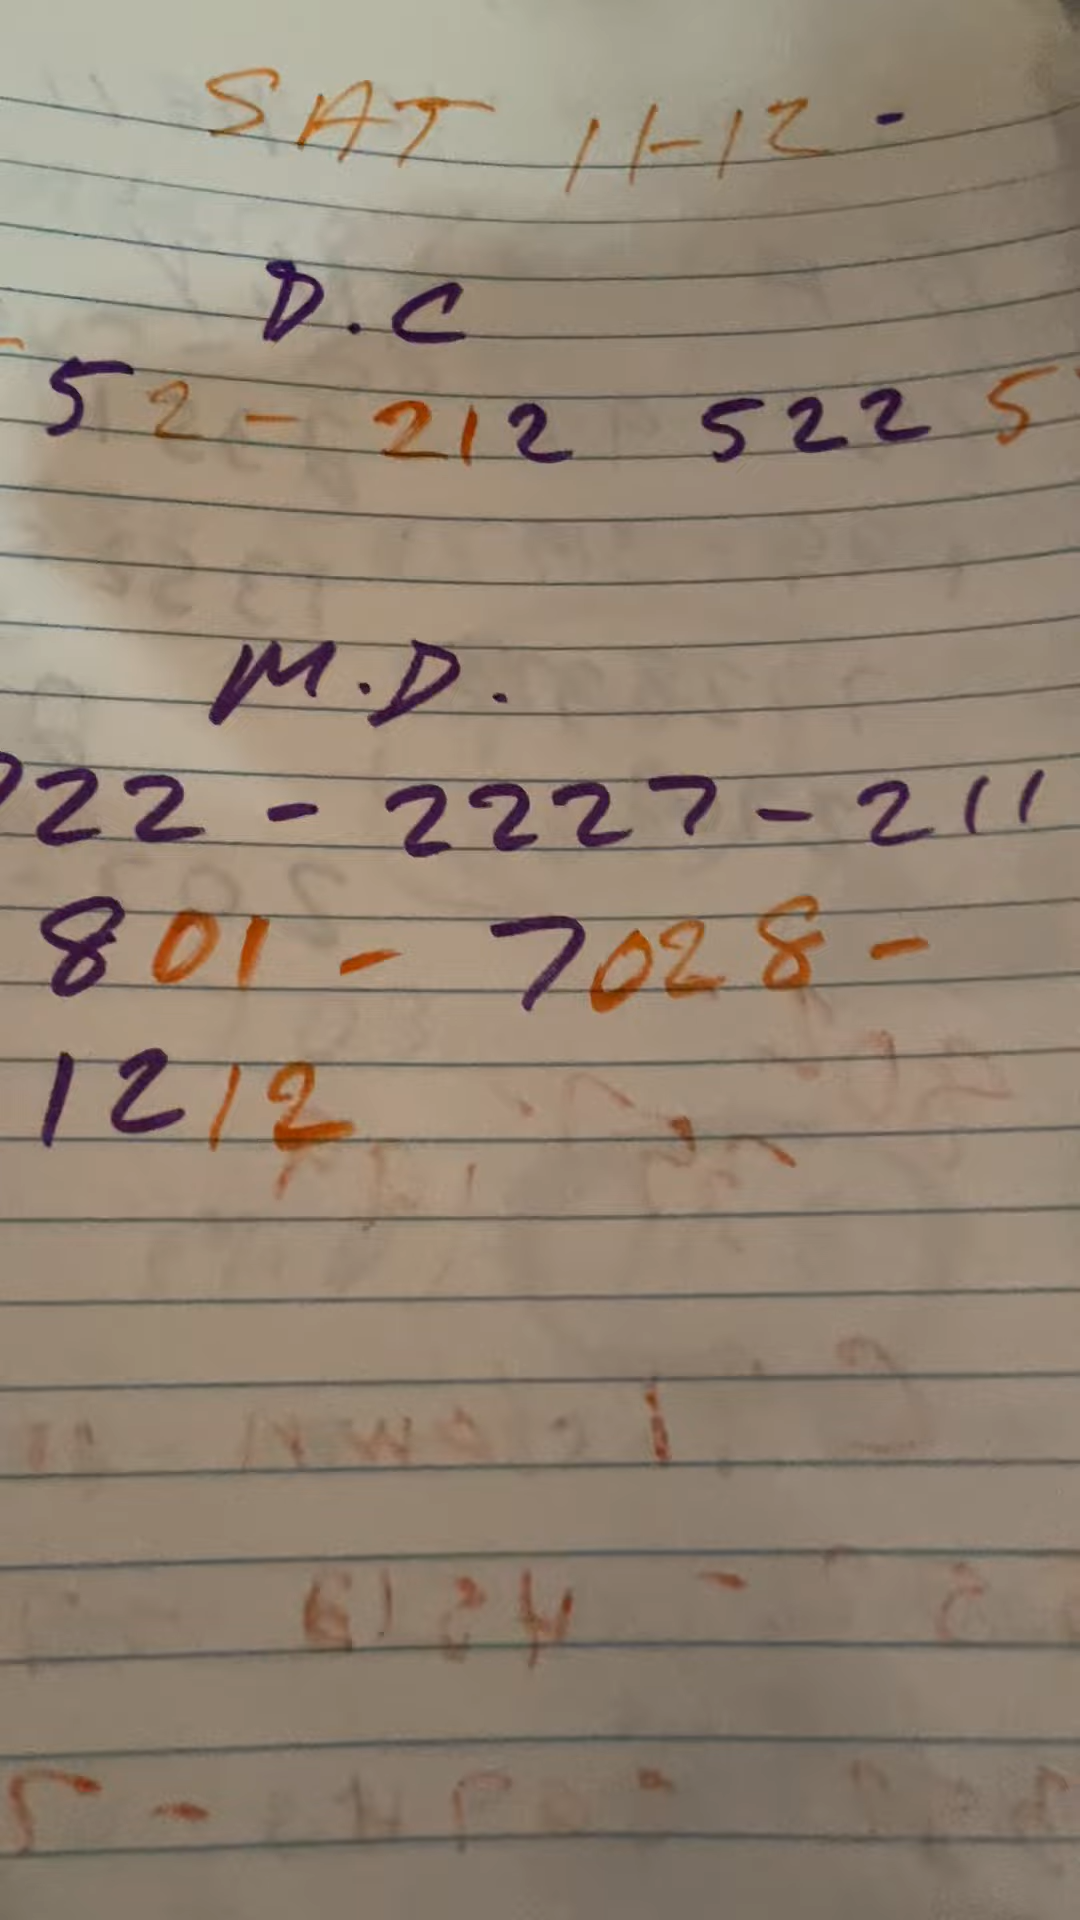 SAT 11-12-
D.C
52 - 212 522 5
M.D.
22 - 2227 - 211
801 - 7028 -
1212